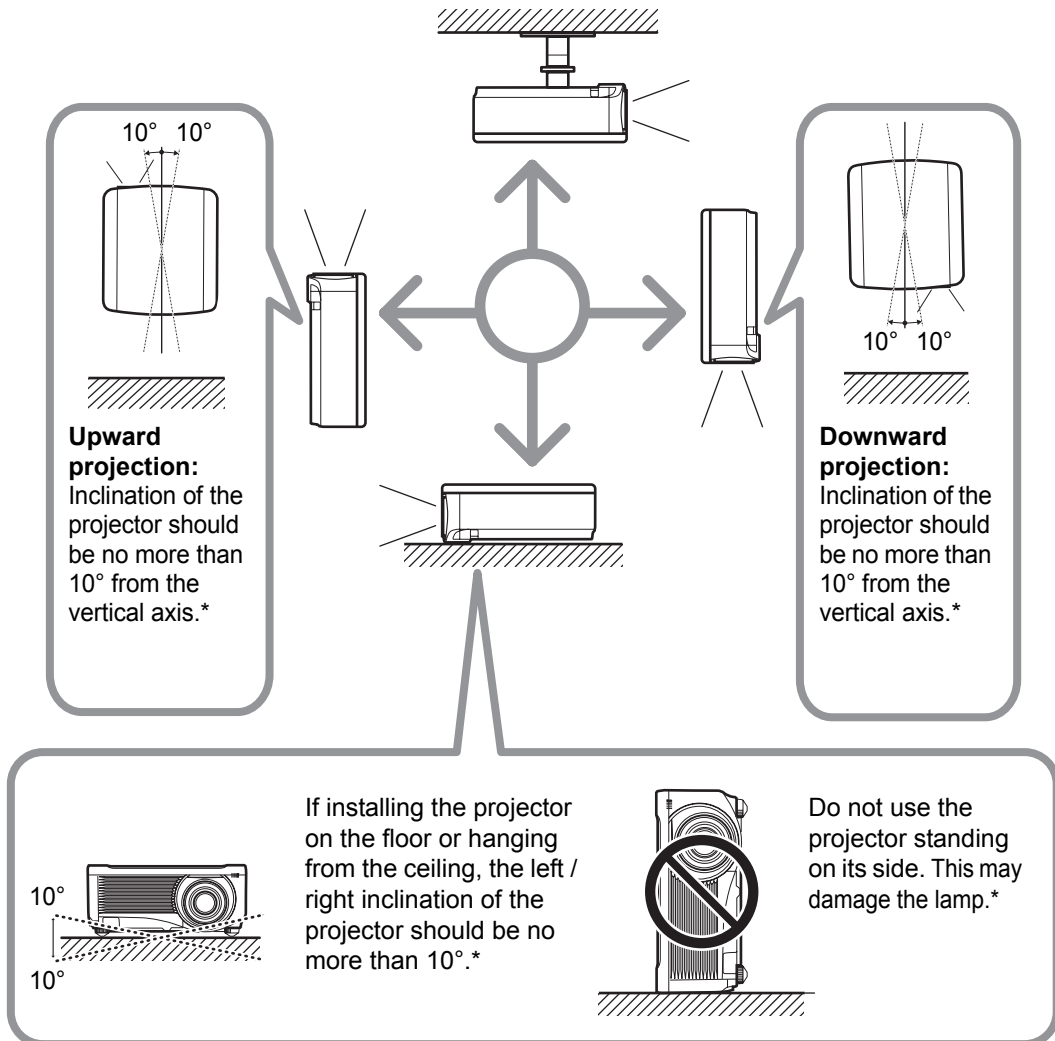 10° 10°
Upward
projection:
Inclination of the
projector should
be no more than
10° from the
vertical axis.*
10° 10°
Downward
projection:
Inclination of the
projector should
be no more than
10° from the
vertical axis.*
10°
10°
If installing the projector
on the floor or hanging
from the ceiling, the left /
right inclination of the
projector should be no
more than 10°.*
Do not use the
projector standing
on its side. This may
damage the lamp.*